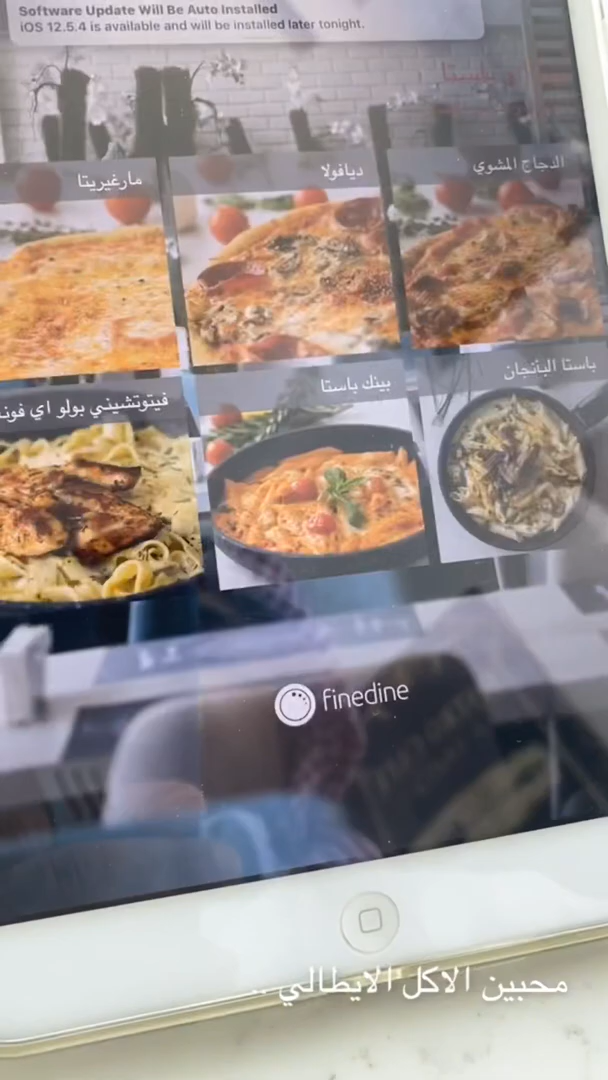 Software Update Will Be Auto Installed
iOS 12.5.4 is available and will be installed later tonight.
الدجاج المشوي
ديافولا
مارغيريتا
باستا الباذنجان
بينك باستا
فيتوتشيني بولو اي
finedine
محبين الاكل الايطالي ..